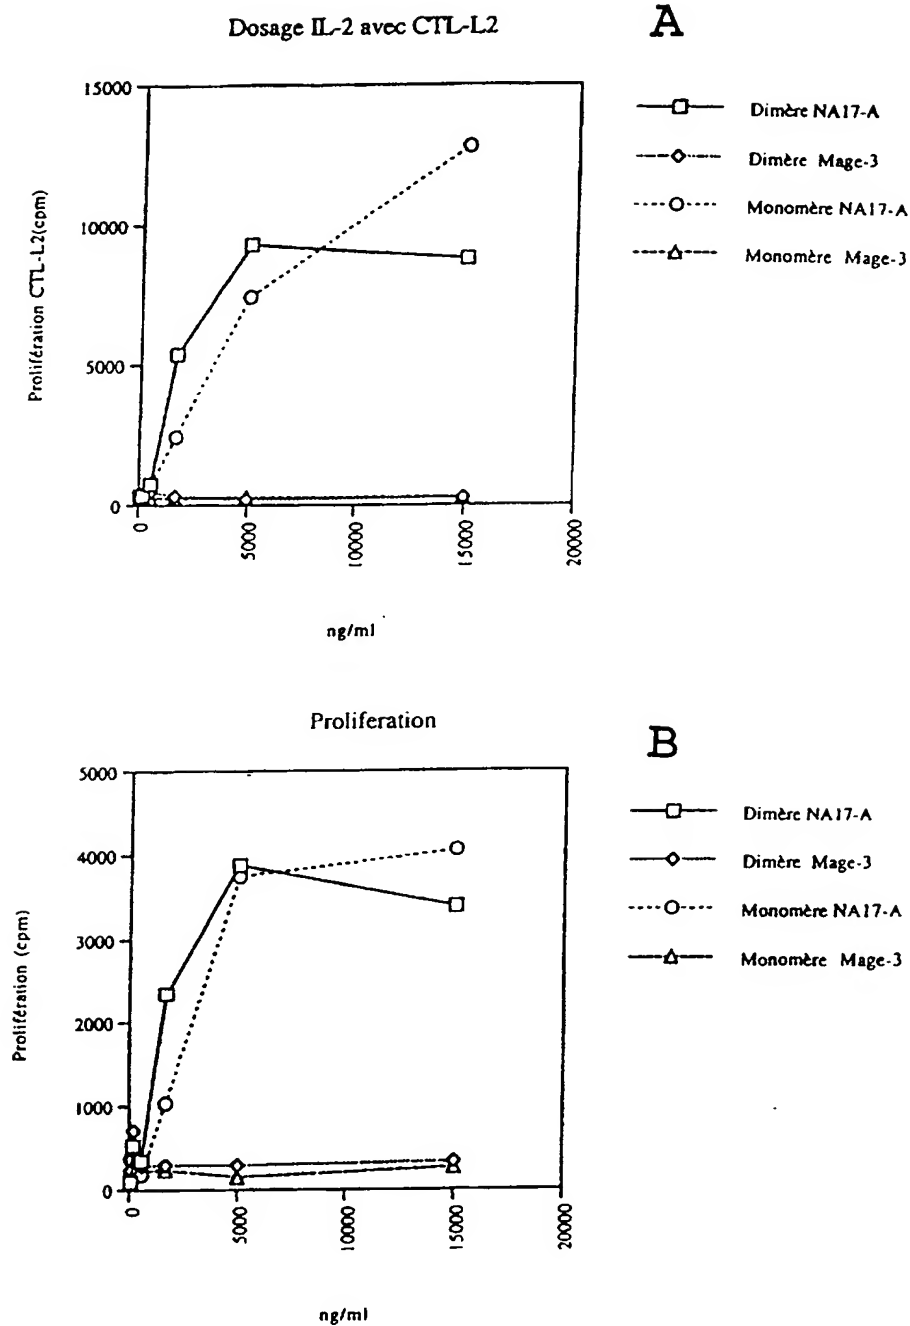 Dosage IL-2 avec CTL-L2
A
15000
10000
5000
0
Prolifération CTL-L2(cpm)
0
5000
10000
15000
20000
ng/ml
Dimère NA17-A
Dimère Mage-3
Monomère NA17-A
Monomère Mage-3
Proliferation
B
5000
4000
3000
2000
1000
0
Prolifération (cpm)
0
5000
10000
15000
20000
ng/ml
Dimère NA17-A
Dimère Mage-3
Monomère NA17-A
Monomère Mage-3